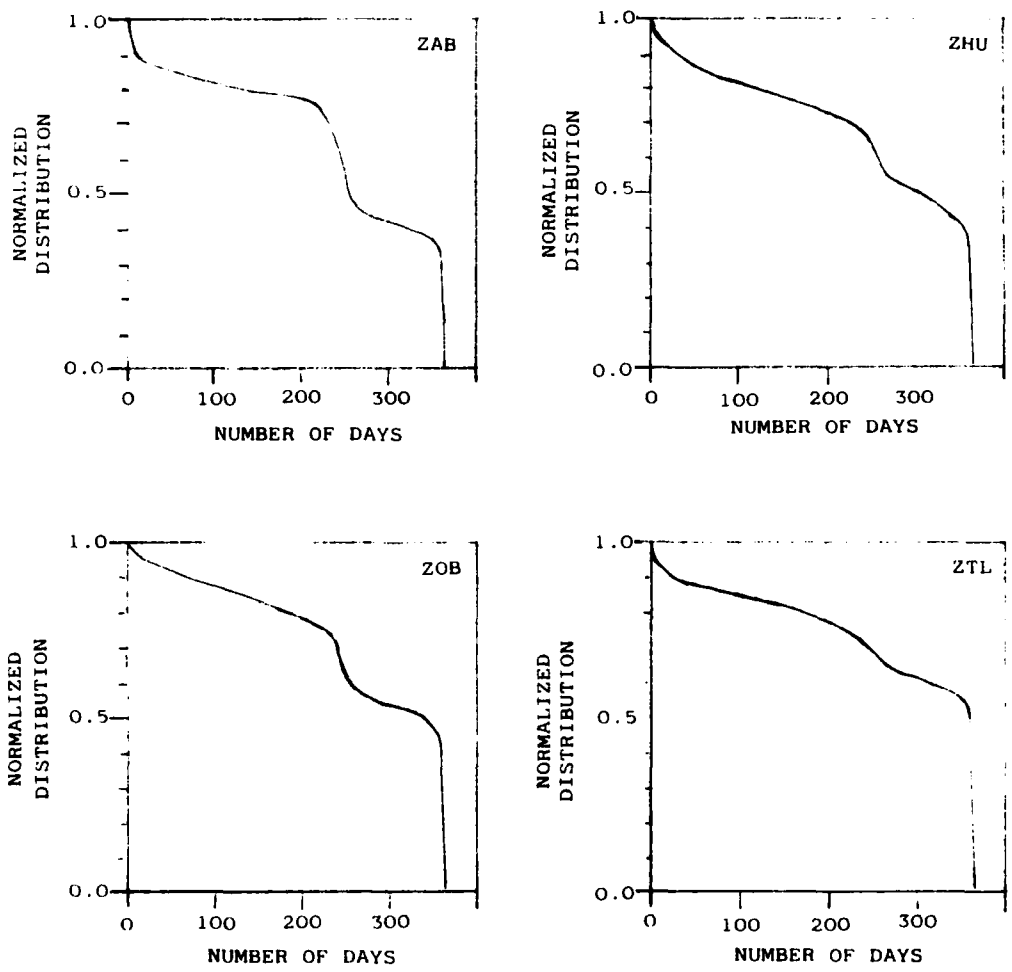 1.0
ZAB
NORMALIZED
DISTRIBUTION
0.5
0.0
0 100 200 300
NUMBER OF DAYS
1.0
ZHU
NORMALIZED
DISTRIBUTION
0.5
0.0
0 100 200 300
NUMBER OF DAYS
1.0
ZOB
NORMALIZED
DISTRIBUTION
0.5
0.0
0 100 200 300
NUMBER OF DAYS
1.0
ZTL
NORMALIZED
DISTRIBUTION
0.5
0.0
0 100 200 300
NUMBER OF DAYS